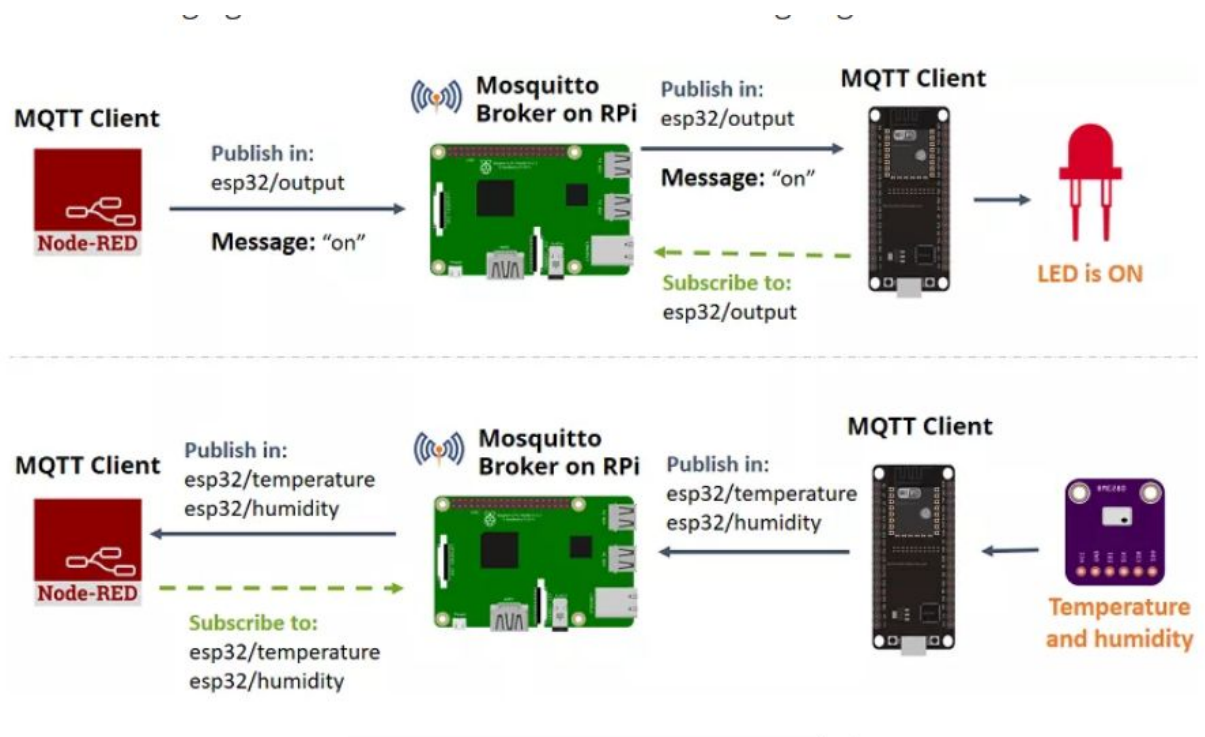 MQTT Client
Node-RED
Publish in:
esp32/output
Message: "on"
Mosquitto
Broker on RPi
Publish in:
esp32/output
Message: "on"
Subscribe to:
esp32/output
MQTT Client
LED is ON
MQTT Client
Node-RED
Publish in:
esp32/temperature
esp32/humidity
Subscribe to:
esp32/temperature
esp32/humidity
Mosquitto
Broker on RPi
Publish in:
esp32/temperature
esp32/humidity
MQTT Client
Temperature
and humidity